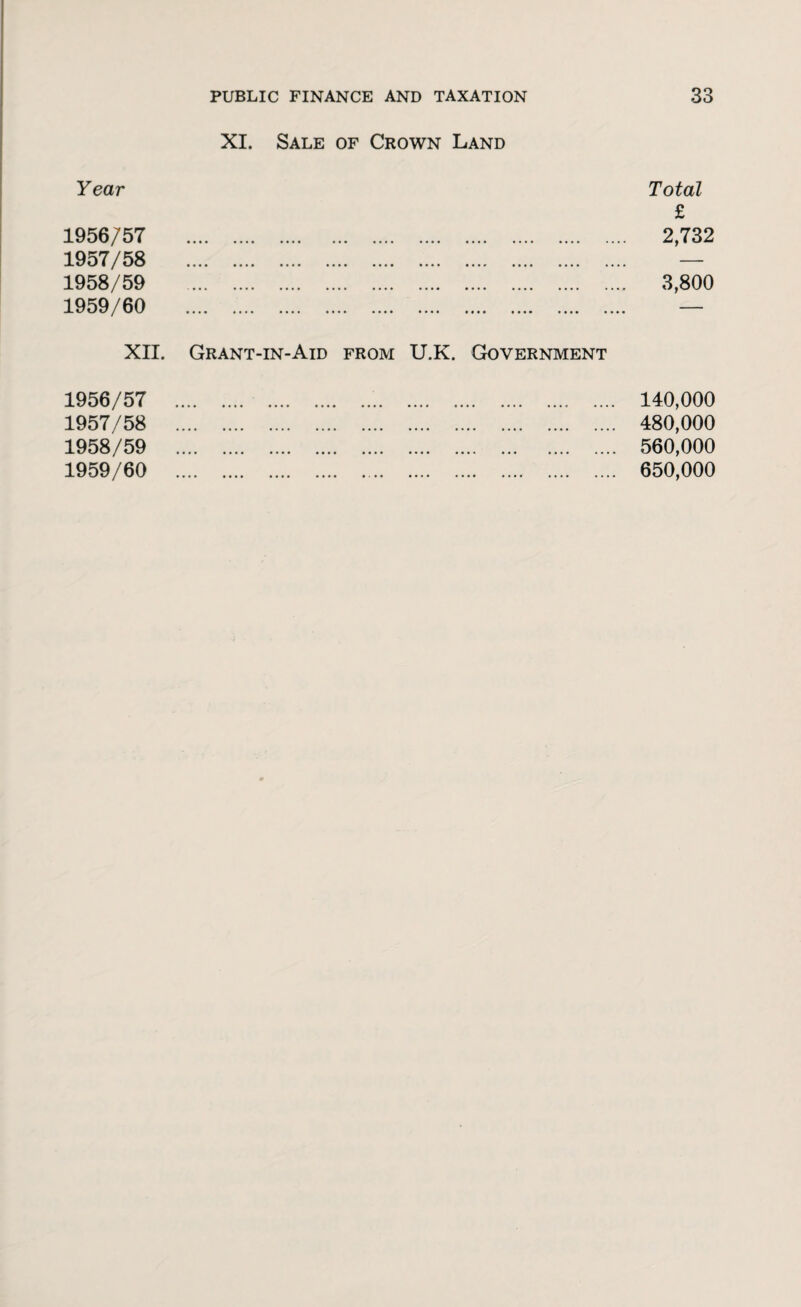 PUBLIC FINANCE AND TAXATION 33
XI. SALE OF CROWN LAND
Year Total
£
1956/57 .... .... .... ... .... .... .... .... .... .... 2,732
1957/58 .... .... .... .... .... .... .... .... .... .... —
1958/59 ... .... .... .... .... .... .... .... .... .... 3,800
1959/60 .... .... .... .... .... .... .... .... .... .... —
XII. GRANT-IN-AID FROM U.K. GOVERNMENT
1956/57 .... .... .... .... .... .... .... .... .... .... 140,000
1957/58 .... .... .... .... .... .... .... .... .... .... 480,000
1958/59 .... .... .... .... .... .... .... ... .... .... 560,000
1959/60 .... .... .... .... . .. .... .... .... .... .... 650,000